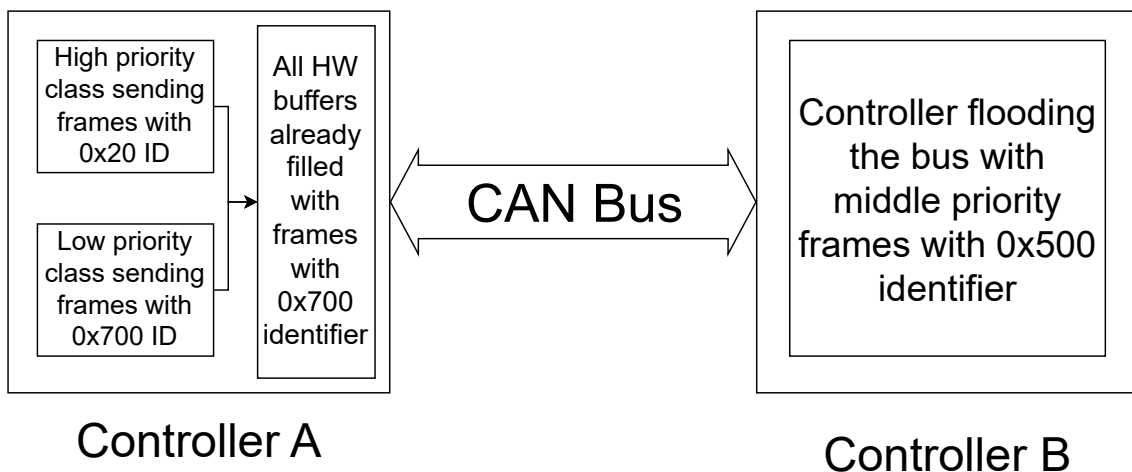 High priority
class sending
frames with
0x20 ID
Low priority
class sending
frames with
0x700 ID
All HW
buffers
already
filled
with
frames
with
0x700
identifier
CAN Bus
Controller flooding
the bus with
middle priority
frames with 0x500
identifier
Controller A
Controller B